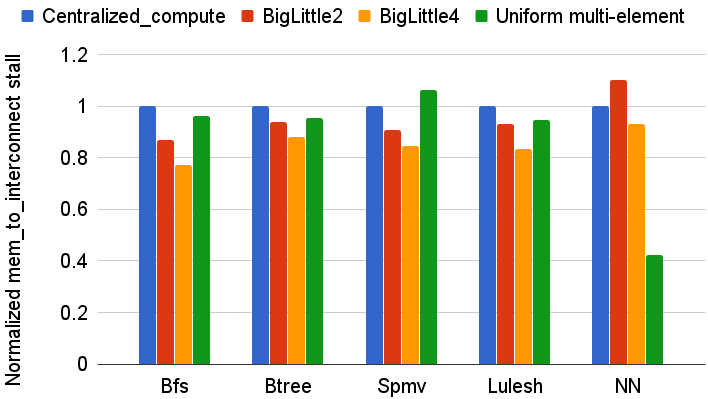 Centralized_compute BigLittle2 BigLittle4 Uniform multi-element
Normalized mem_to_interconnect stall
1.2
1
0.8
0.6
0.4
0.2
0
Bfs Btree Spmv Lulesh NN